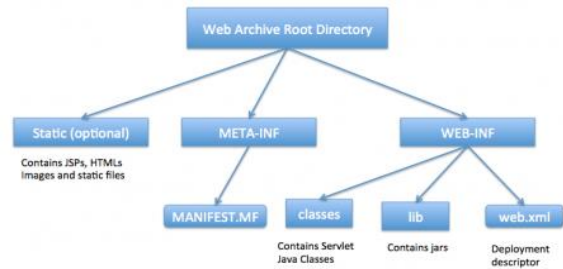 Web Archive Root Directory
Static (optional)
META-INF
WEB-INF
Contains JSPs, HTMLs
Images and static files
MANIFEST.MF
classes
lib
web.xml
Contains Servlet
Java Classes
Contains jars
Deployment
descriptor